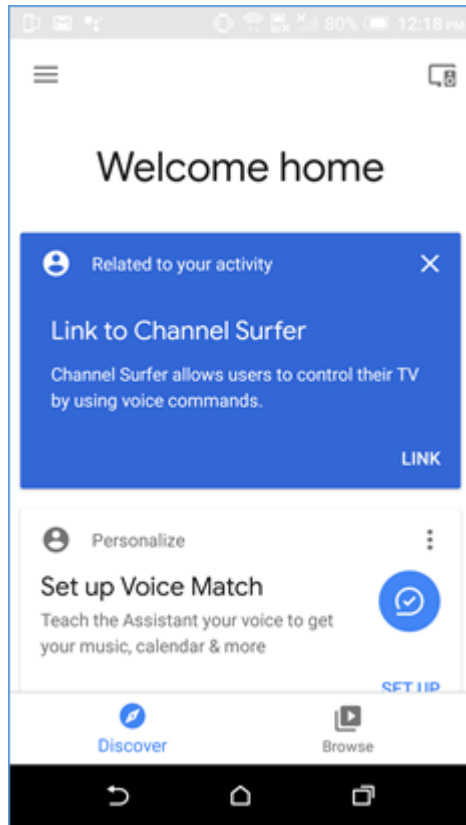 80% 12:18 PM
Welcome home
Related to your activity
Link to Channel Surfer
Channel Surfer allows users to control their TV
by using voice commands.
LINK
Personalize
Set up Voice Match
Teach the Assistant your voice to get
your music, calendar & more
SET UP
Discover
Browse